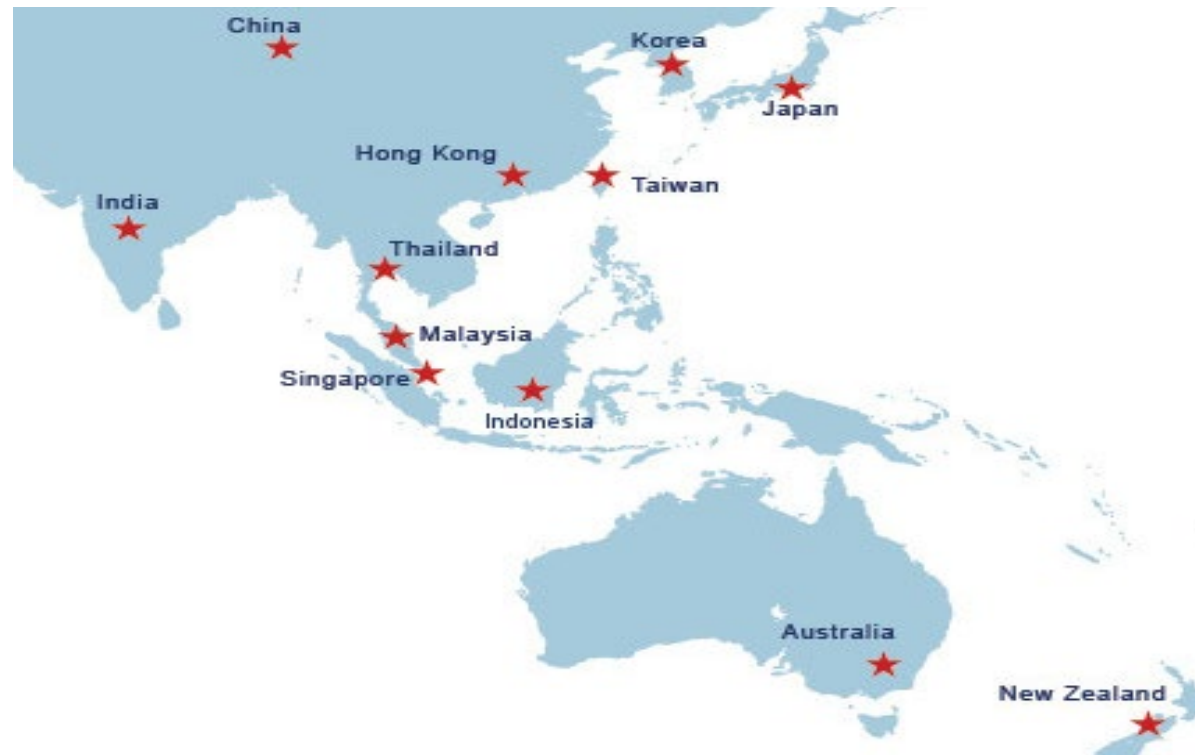 China
Korea
Japan
Hong Kong
Taiwan
India
Thailand
Malaysia
Singapore
Indonesia
Australia
New Zealand